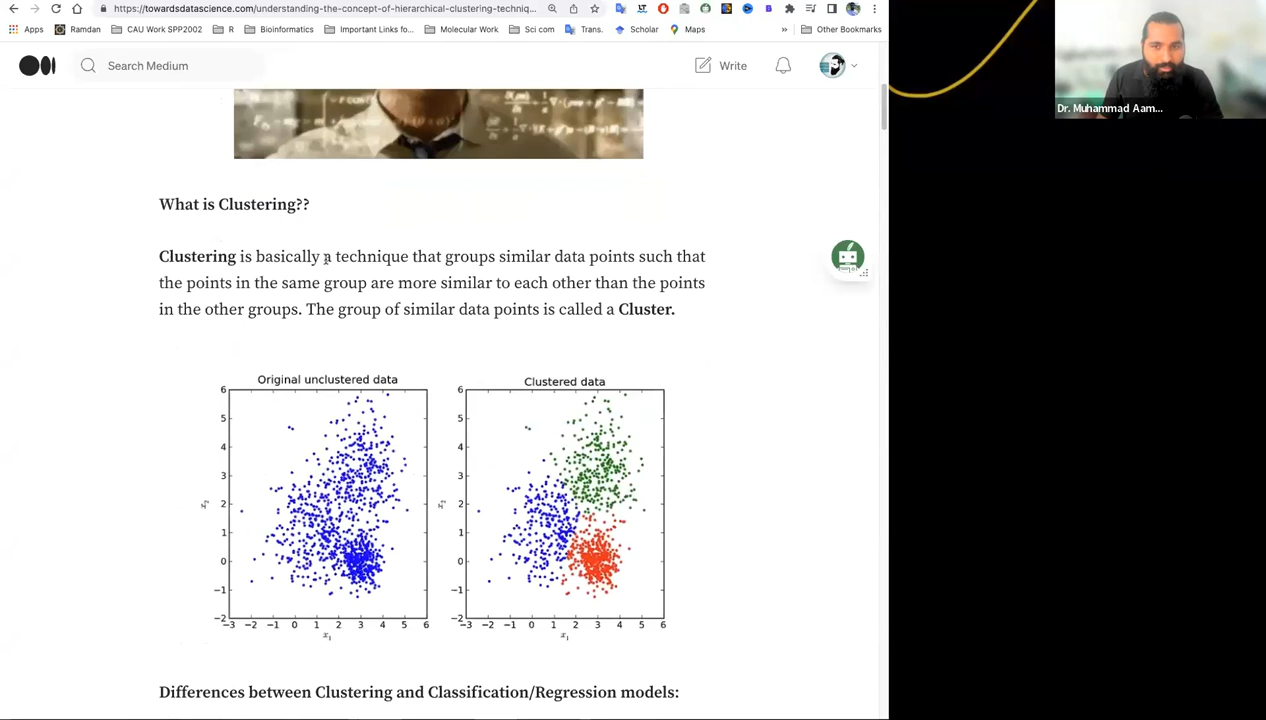 https://towardsdatascience.com/understanding-the-concept-of-hierarchical-clustering-techniq...
Apps Ramdan CAU Work SPP2002 R Bioinformatics Important Links fo... Molecular Work Sci com Trans. Scholar Maps » Other Bookmarks
Search Medium Write
Dr. Muhammad Aam...
What is Clustering??
Clustering is basically a technique that groups similar data points such that
the points in the same group are more similar to each other than the points
in the other groups. The group of similar data points is called a Cluster.
Original unclustered data
6
5
4
3
2
1
0
−1
−2
x2
−3 −2 −1 0 1 2 3 4 5 6
x1
Clustered data
6
5
4
3
2
1
0
−1
−2
x2
−3 −2 −1 0 1 2 3 4 5 6
x1
Differences between Clustering and Classification/Regression models: